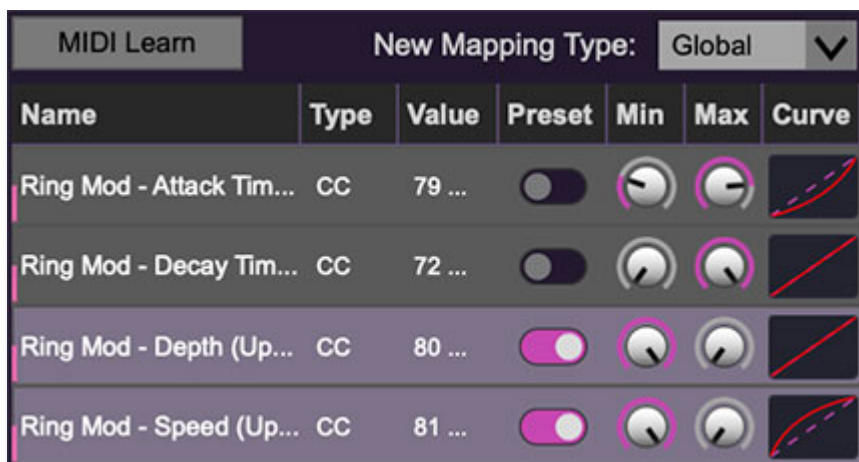 MIDI Learn New Mapping Type: Global
Name Type Value Preset Min Max Curve
Ring Mod - Attack Tim... CC 79 ...
Ring Mod - Decay Tim... CC 72 ...
Ring Mod - Depth (Up... CC 80 ...
Ring Mod - Speed (Up... CC 81 ...